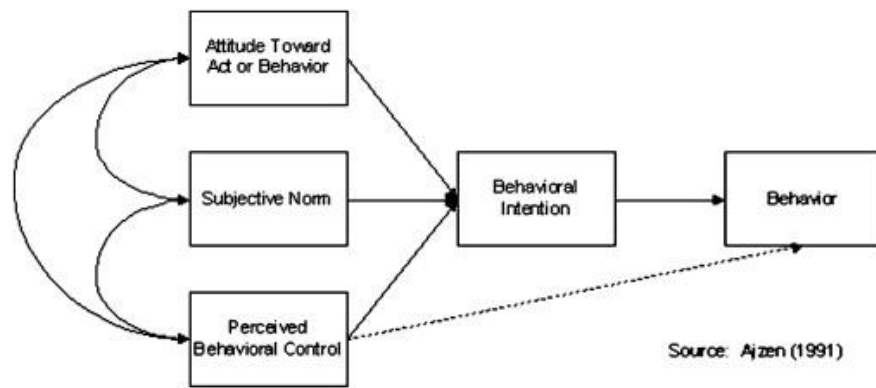 Attitude Toward
Act or Behavior
Subjective Norm
Behavioral
Intention
Behavior
Perceived
Behavioral Control
Source: Ajzen (1991)